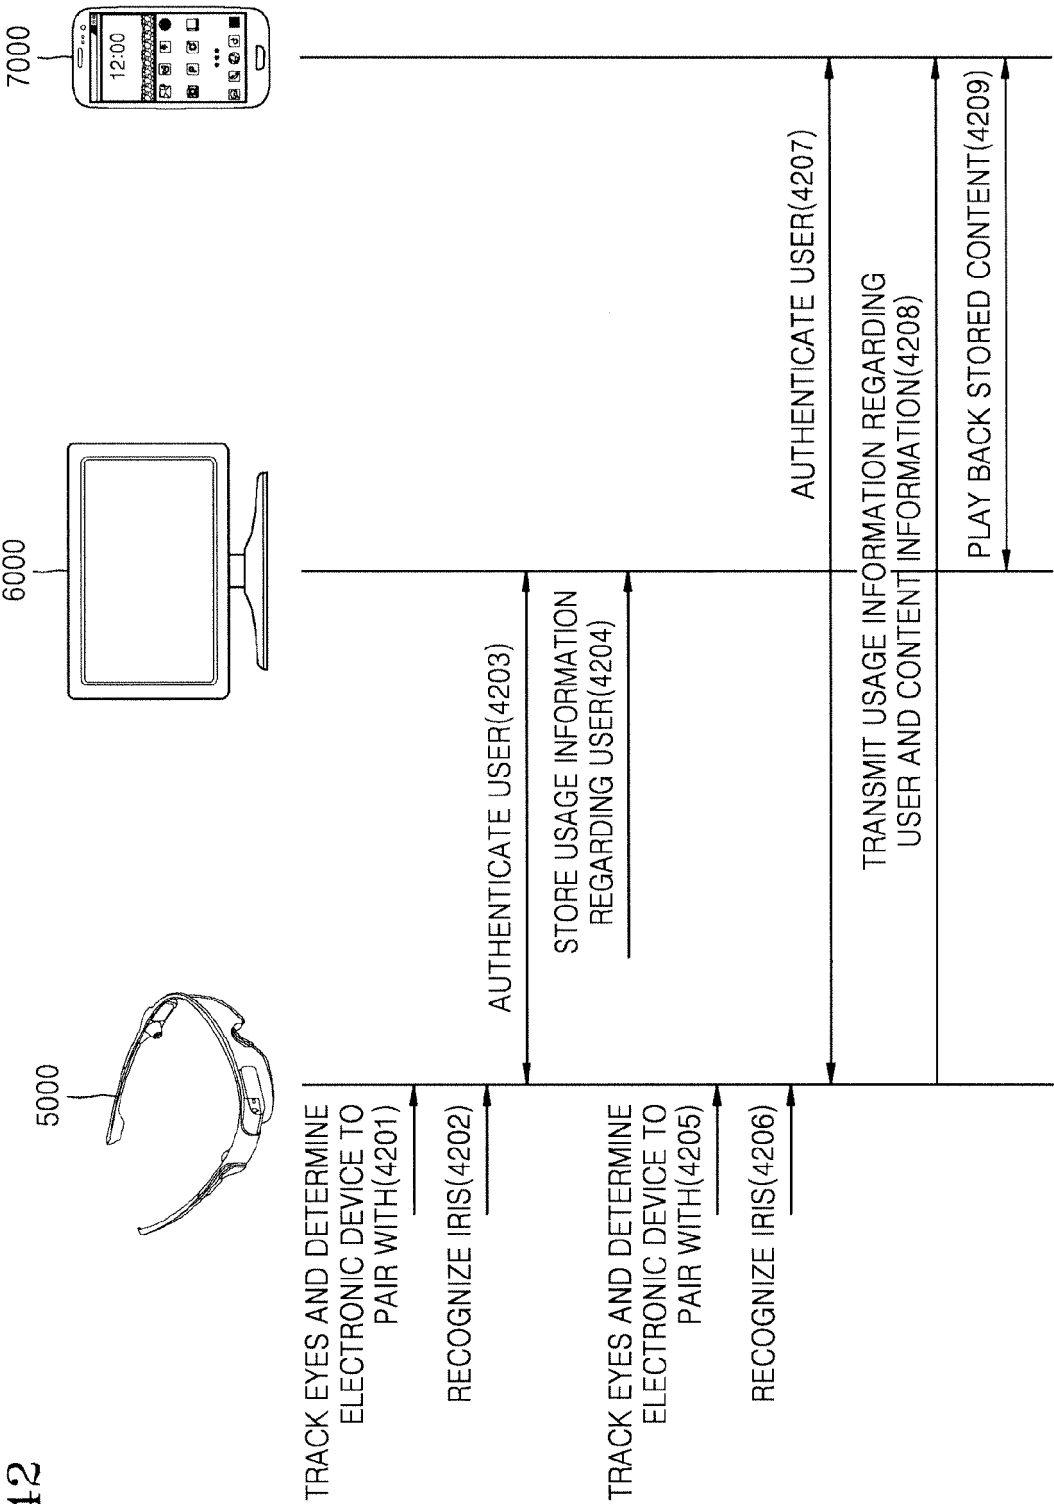 42
5000
6000
7000
12:00
TRACK EYES AND DETERMINE
ELECTRONIC DEVICE TO
PAIR WITH(4201)
RECOGNIZE IRIS(4202)
AUTHENTICATE USER(4203)
STORE USAGE INFORMATION
REGARDING USER(4204)
TRACK EYES AND DETERMINE
ELECTRONIC DEVICE TO
PAIR WITH(4205)
RECOGNIZE IRIS(4206)
AUTHENTICATE USER(4207)
TRANSMIT USAGE INFORMATION REGARDING
USER AND CONTENT INFORMATION(4208)
PLAY BACK STORED CONTENT(4209)